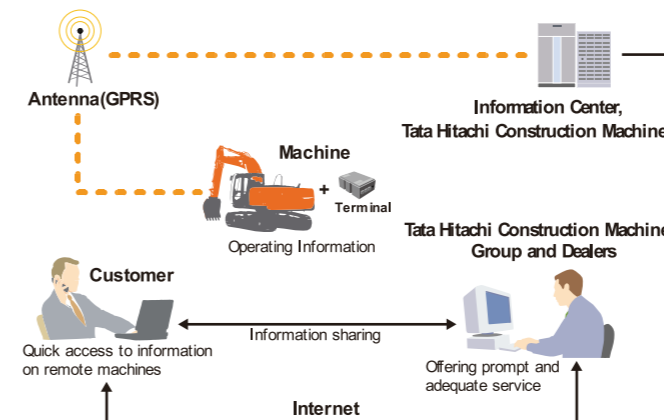 Antenna(GPRS)
Information Center,
Tata Hitachi Construction Machine
Machine
+
Terminal
Operating Information
Tata Hitachi Construction Machine
Group and Dealers
Customer
Information sharing
Quick access to information
on remote machines
Offering prompt and
adequate service
Internet